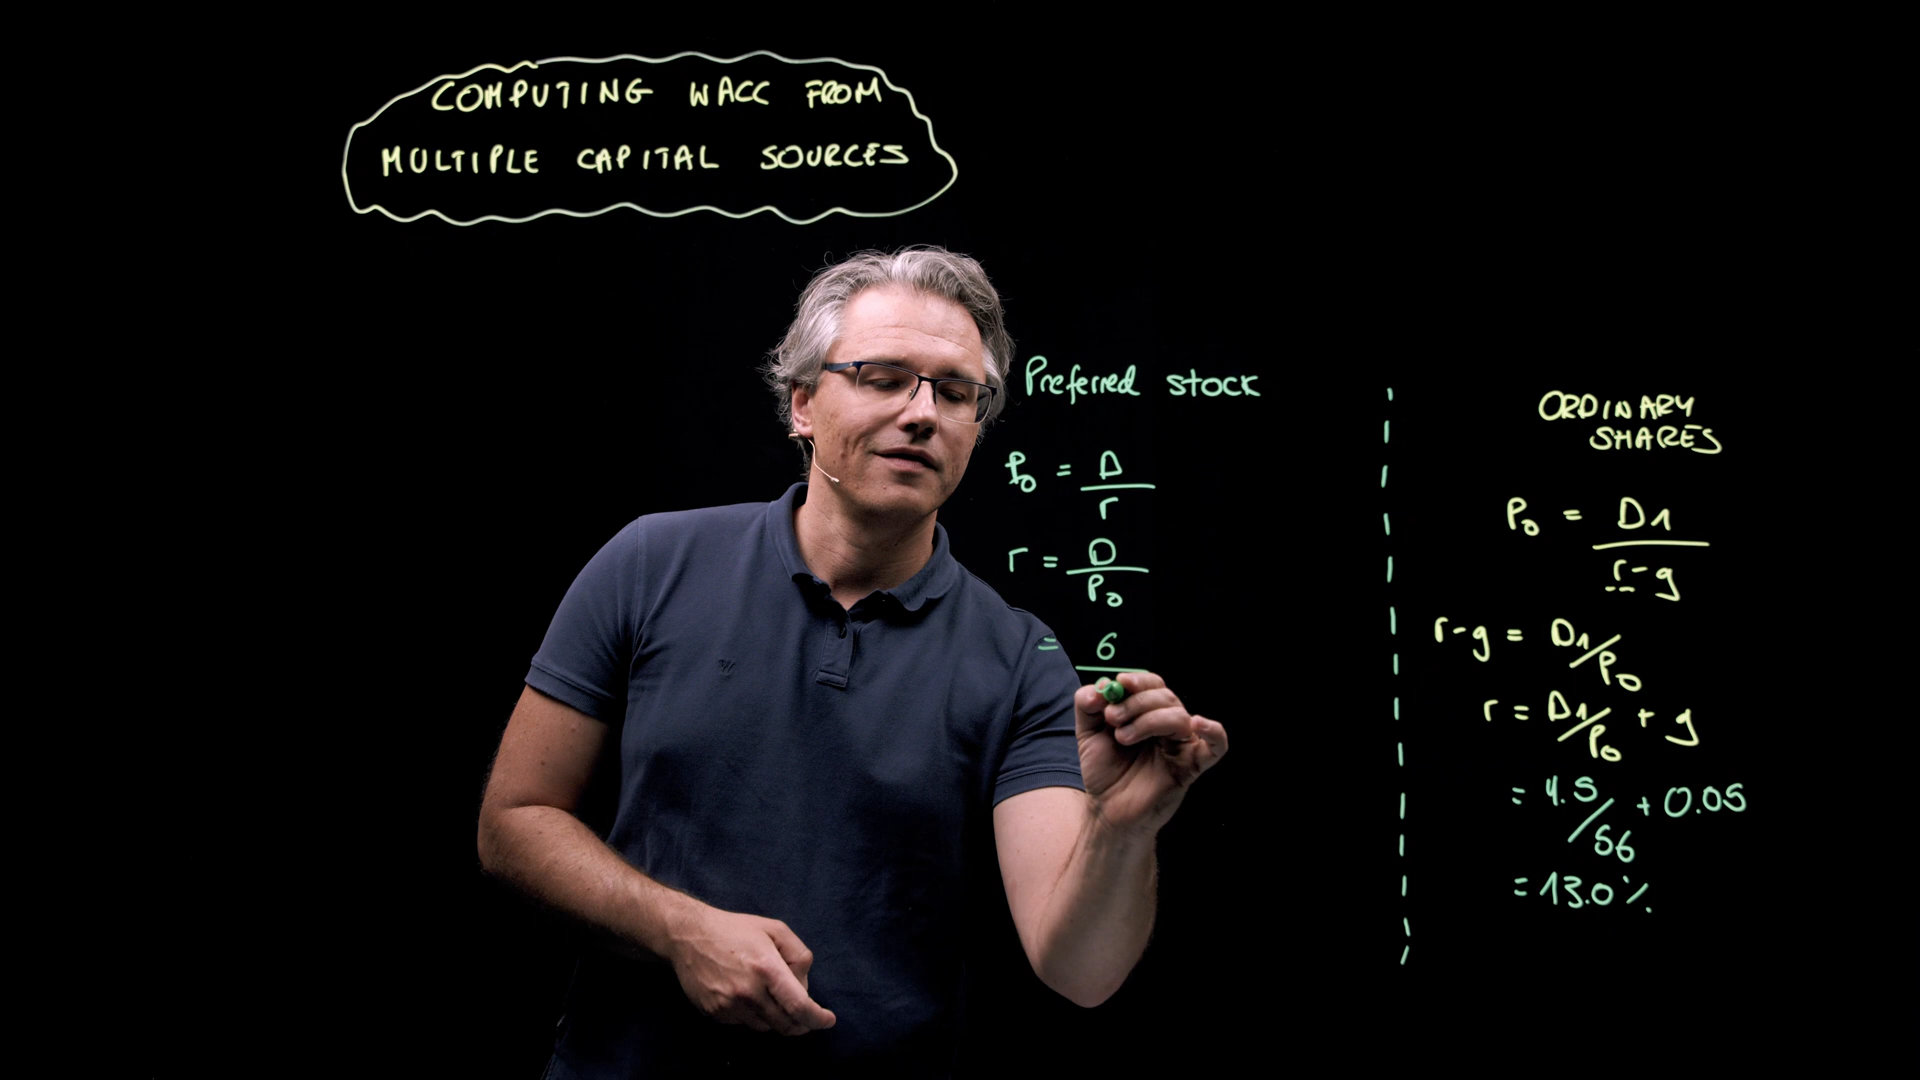 COMPUTING WACC FROM
MULTIPLE CAPITAL SOURCES
Preferred stock
P0 = D / r
r = D / P0
= 6
ORDINARY
SHARES
P0 = D1 / r-g
r-g = D1/P0
r = D1/P0 + g
= 4.5/56 + 0.05
= 13.0%